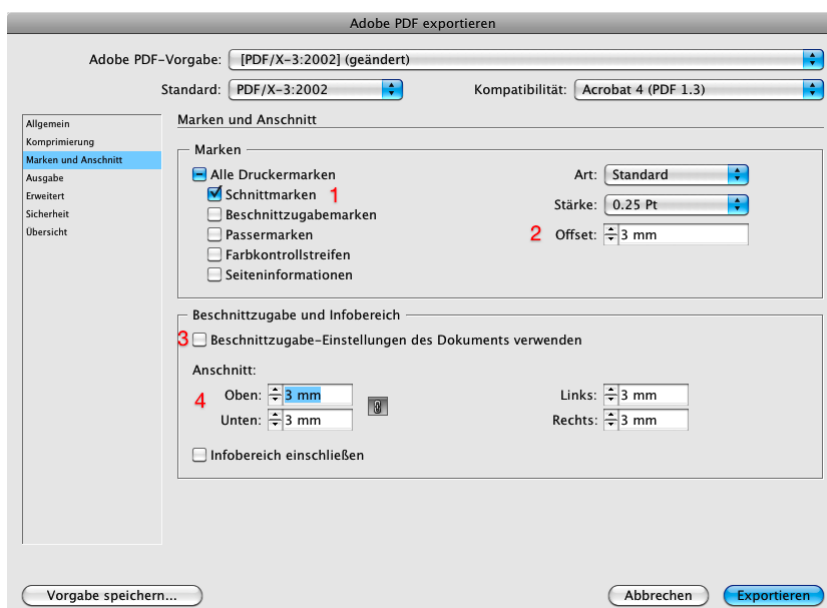 Adobe PDF exportieren
Adobe PDF-Vorgabe: [PDF/X-3:2002] (geändert)
Standard: PDF/X-3:2002 Kompatibilität: Acrobat 4 (PDF 1.3)
Allgemein
Komprimierung
Marken und Anschnitt
Ausgabe
Erweitert
Sicherheit
Übersicht
Marken und Anschnitt
Marken
Alle Druckermarken
Schnittmarken 1
Beschnittzugabemarken
Passermarken
Farbkontrollstreifen
Seiteninformationen
Art: Standard
Stärke: 0.25 Pt
2 Offset: 3 mm
Beschnittzugabe und Infobereich
3 Beschnittzugabe-Einstellungen des Dokuments verwenden
Anschnitt:
4
Oben: 3 mm Links: 3 mm
Unten: 3 mm Rechts: 3 mm
Infobereich einschließen
Vorgabe speichern... Abbrechen Exportieren